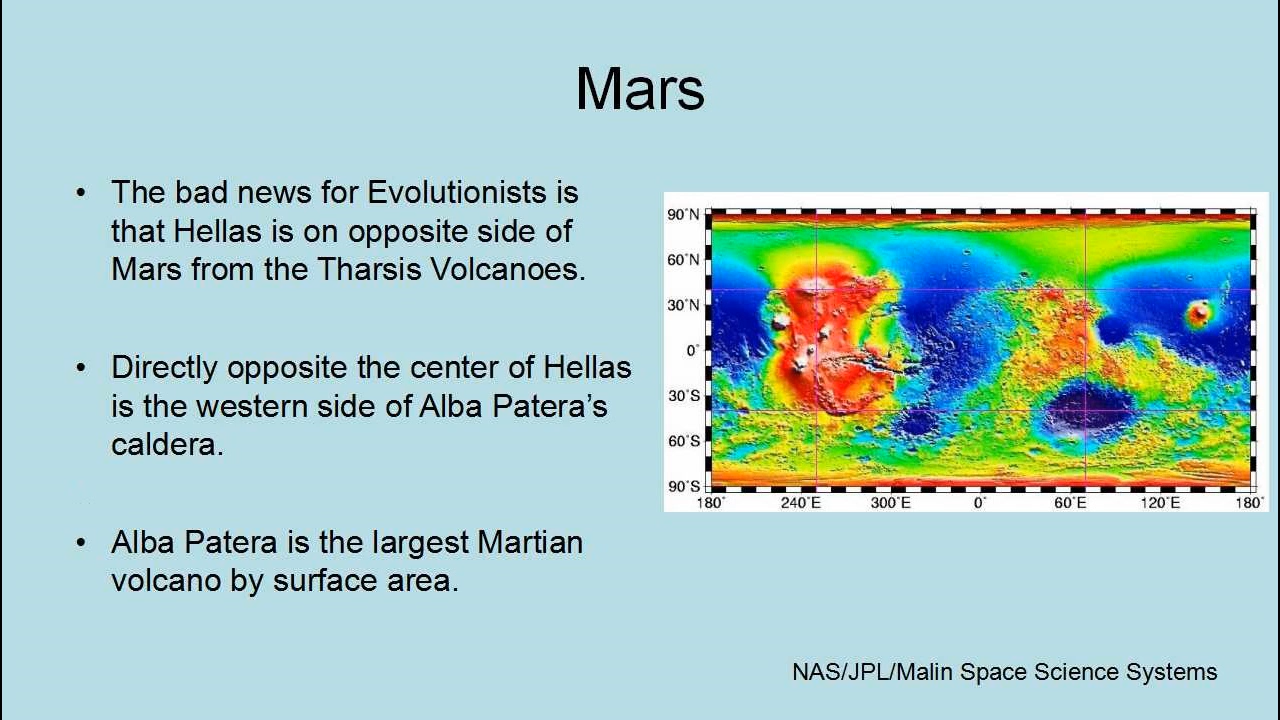 Mars
• The bad news for Evolutionists is
that Hellas is on opposite side of
Mars from the Tharsis Volcanoes.
• Directly opposite the center of Hellas
is the western side of Alba Patera’s
caldera.
• Alba Patera is the largest Martian
volcano by surface area.
90°N
60°N
30°N
0°
30°S
60°S
90°S
180° 240°E 300°E 0° 60°E 120°E 180°
NAS/JPL/Malin Space Science Systems